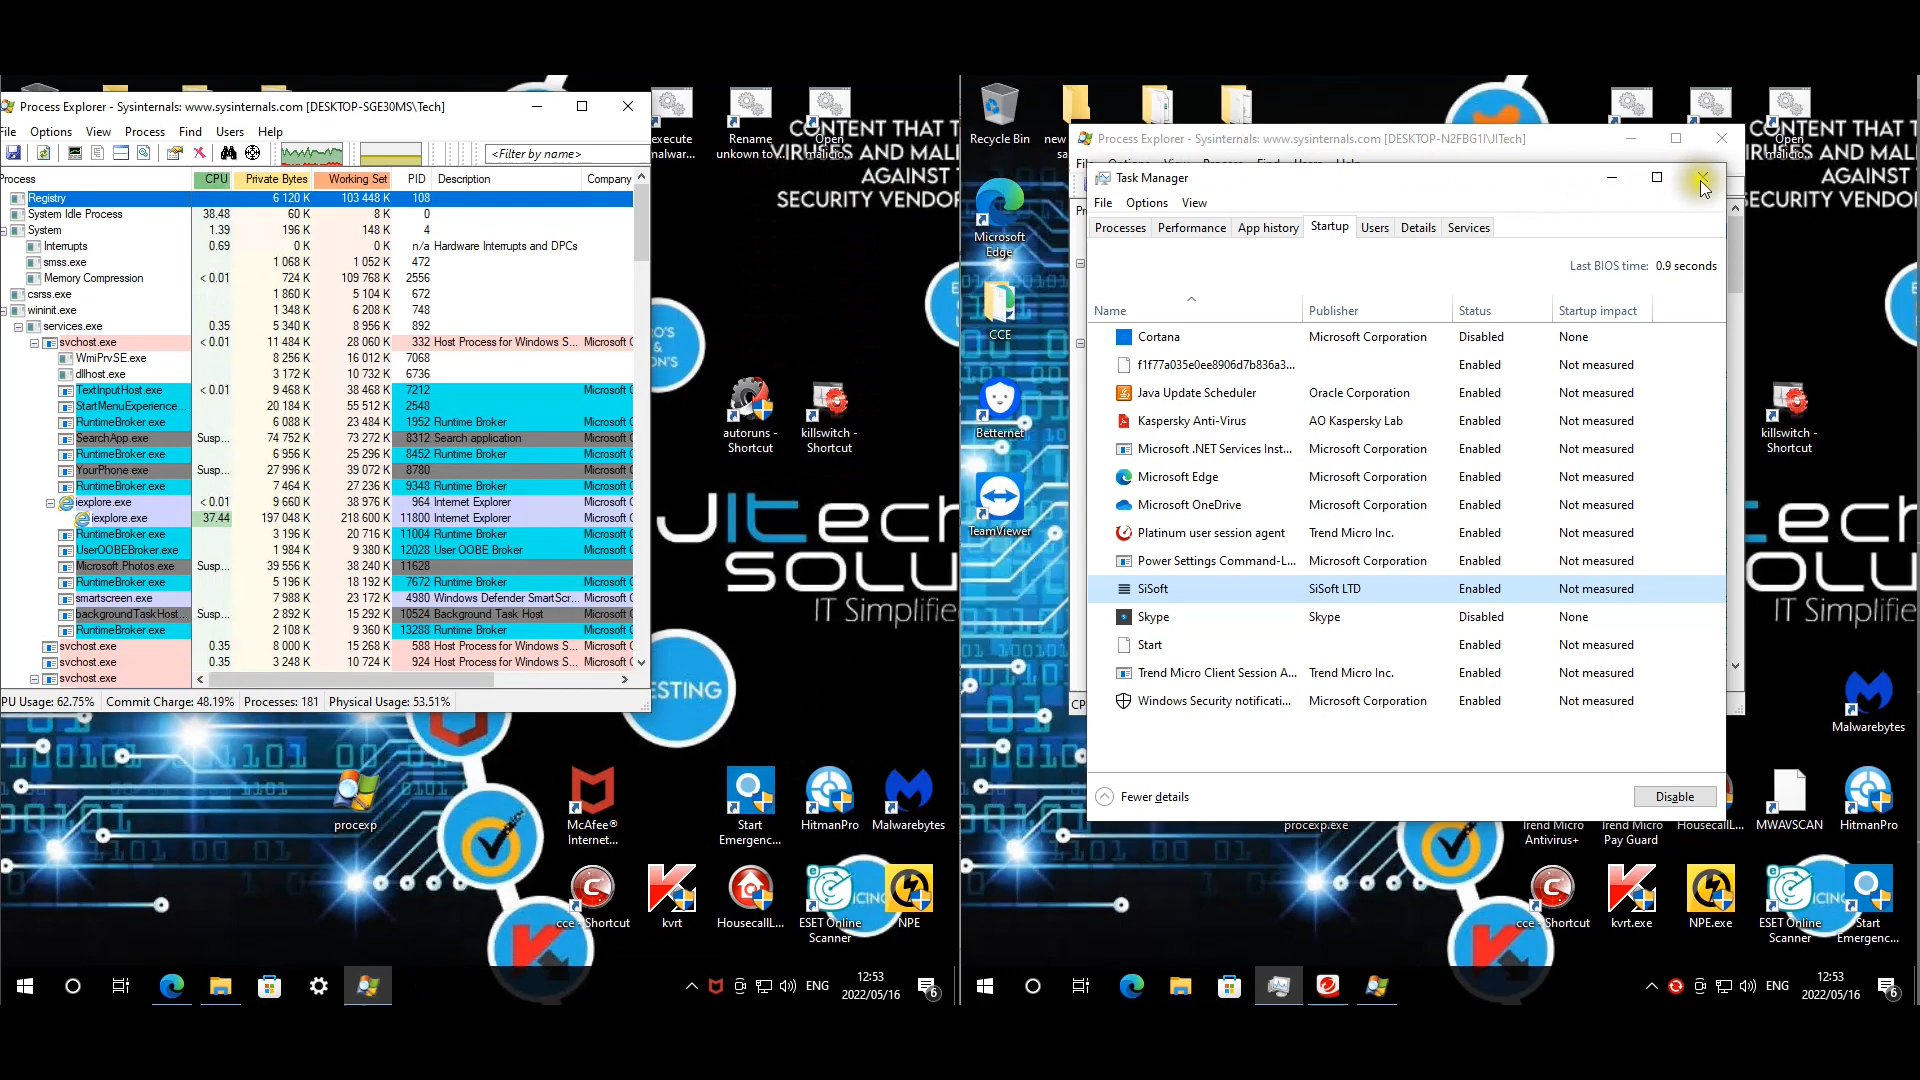 Process Explorer - Sysinternals: www.sysinternals.com [DESKTOP-SGE30MS\Tech]
File Options View Process Find Users Help
<Filter by name>
Process CPU Private Bytes Working Set PID Description Company
Registry 6 120 K 103 448 K 108
System Idle Process 38.48 60 K 8 K 0
System 1.39 196 K 148 K 4
Interrupts 0.69 0 K 0 K n/a Hardware Interrupts and DPCs
smss.exe 1 068 K 1 052 K 472
Memory Compression < 0.01 724 K 109 768 K 2556
csrss.exe 1 860 K 5 104 K 672
wininit.exe 1 348 K 6 208 K 748
services.exe 0.35 5 340 K 8 956 K 892
svchost.exe < 0.01 11 484 K 28 060 K 332 Host Process for Windows S... Microsoft C
WmiPrvSE.exe 8 256 K 16 012 K 7068
dllhost.exe 3 172 K 10 732 K 6736
TextInputHost.exe < 0.01 9 468 K 38 468 K 7212 Microsoft C
StartMenuExperience... 20 184 K 55 512 K 2548
RuntimeBroker.exe 6 088 K 23 484 K 1952 Runtime Broker Microsoft C
SearchApp.exe Susp... 74 752 K 73 272 K 8312 Search application Microsoft C
RuntimeBroker.exe 6 956 K 25 296 K 8452 Runtime Broker Microsoft C
YourPhone.exe Susp... 27 996 K 39 072 K 8780
RuntimeBroker.exe 7 464 K 27 236 K 9348 Runtime Broker Microsoft C
iexplore.exe < 0.01 9 660 K 38 976 K 964 Internet Explorer Microsoft C
iexplore.exe 37.44 197 048 K 218 600 K 11800 Internet Explorer Microsoft C
RuntimeBroker.exe 3 196 K 20 716 K 11004 Runtime Broker Microsoft C
UserOOBEBroker.exe 1 984 K 9 380 K 12028 User OOBE Broker Microsoft C
Microsoft.Photos.exe Susp... 39 556 K 38 240 K 11628
RuntimeBroker.exe 5 196 K 18 192 K 7672 Runtime Broker Microsoft C
smartscreen.exe 7 988 K 23 172 K 4980 Windows Defender SmartScr... Microsoft C
backgroundTaskHost... Susp... 2 892 K 15 292 K 10524 Background Task Host Microsoft C
RuntimeBroker.exe 2 108 K 9 360 K 13288 Runtime Broker Microsoft C
svchost.exe 0.35 8 000 K 15 268 K 588 Host Process for Windows S... Microsoft C
svchost.exe 0.35 3 248 K 10 724 K 924 Host Process for Windows S... Microsoft C
svchost.exe
PU Usage: 62.75% Commit Charge: 48.19% Processes: 181 Physical Usage: 53.51%
execute malwar...
Rename unkown to...
Open malicio...
CONTENT THAT T
VIRUSES AND MALI
AGAINST
SECURITY VENDO
autoruns - Shortcut
killswitch - Shortcut
JITech
SOLU
IT Simplifie
ESTING
procexp
McAfee® Internet...
Start Emergenc...
HitmanPro
Malwarebytes
cce - Shortcut
kvrt
HousecallL...
ESET Online Scanner
NPE
ENG
12:53
2022/05/16
6
Recycle Bin
new
sa
Microsoft Edge
CCE
Betternet
TeamViewer
Process Explorer - Sysinternals: www.sysinternals.com [DESKTOP-N2FBG1I\JITech]
Task Manager
File Options View
Processes Performance App history Startup Users Details Services
Last BIOS time: 0.9 seconds
Name Publisher Status Startup impact
Cortana Microsoft Corporation Disabled None
f1f77a035e0ee8906d7b836a3... Enabled Not measured
Java Update Scheduler Oracle Corporation Enabled Not measured
Kaspersky Anti-Virus AO Kaspersky Lab Enabled Not measured
Microsoft .NET Services Inst... Microsoft Corporation Enabled Not measured
Microsoft Edge Microsoft Corporation Enabled Not measured
Microsoft OneDrive Microsoft Corporation Enabled Not measured
Platinum user session agent Trend Micro Inc. Enabled Not measured
Power Settings Command-L... Microsoft Corporation Enabled Not measured
SiSoft SiSoft LTD Enabled Not measured
Skype Skype Disabled None
Start Enabled Not measured
Trend Micro Client Session A... Trend Micro Inc. Enabled Not measured
Windows Security notificati... Microsoft Corporation Enabled Not measured
Fewer details
Disable
Open malicio...
CONTENT THAT T
RUSES AND MALI
AGAINST
SECURITY VENDO
killswitch - Shortcut
ech
SOLU
IT Simplifie
Malwarebytes
procexp.exe
Trend Micro Antivirus+
Trend Micro Pay Guard
HousecallL...
MWAVSCAN
HitmanPro
cce - Shortcut
kvrt.exe
NPE.exe
ESET Online Scanner
Start Emergenc...
ENG
12:53
2022/05/16
6